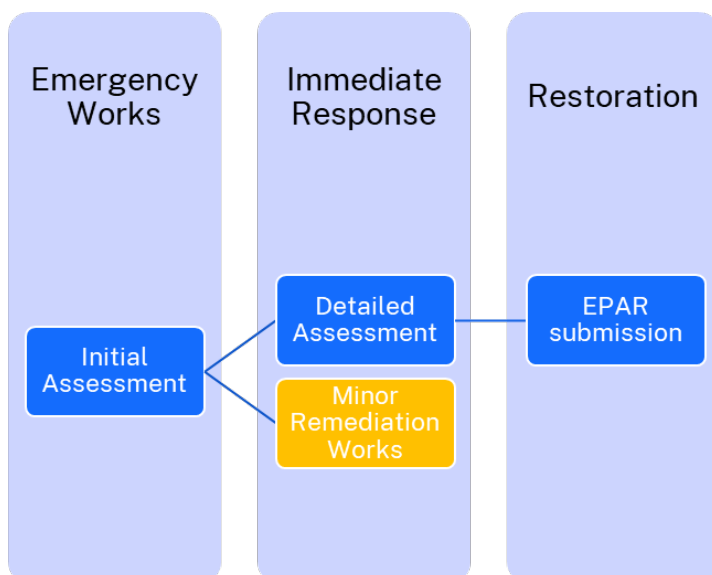 Emergency
Works
Immediate
Response
Restoration
Initial
Assessment
Detailed
Assessment
Minor
Remediation
Works
EPAR
submission